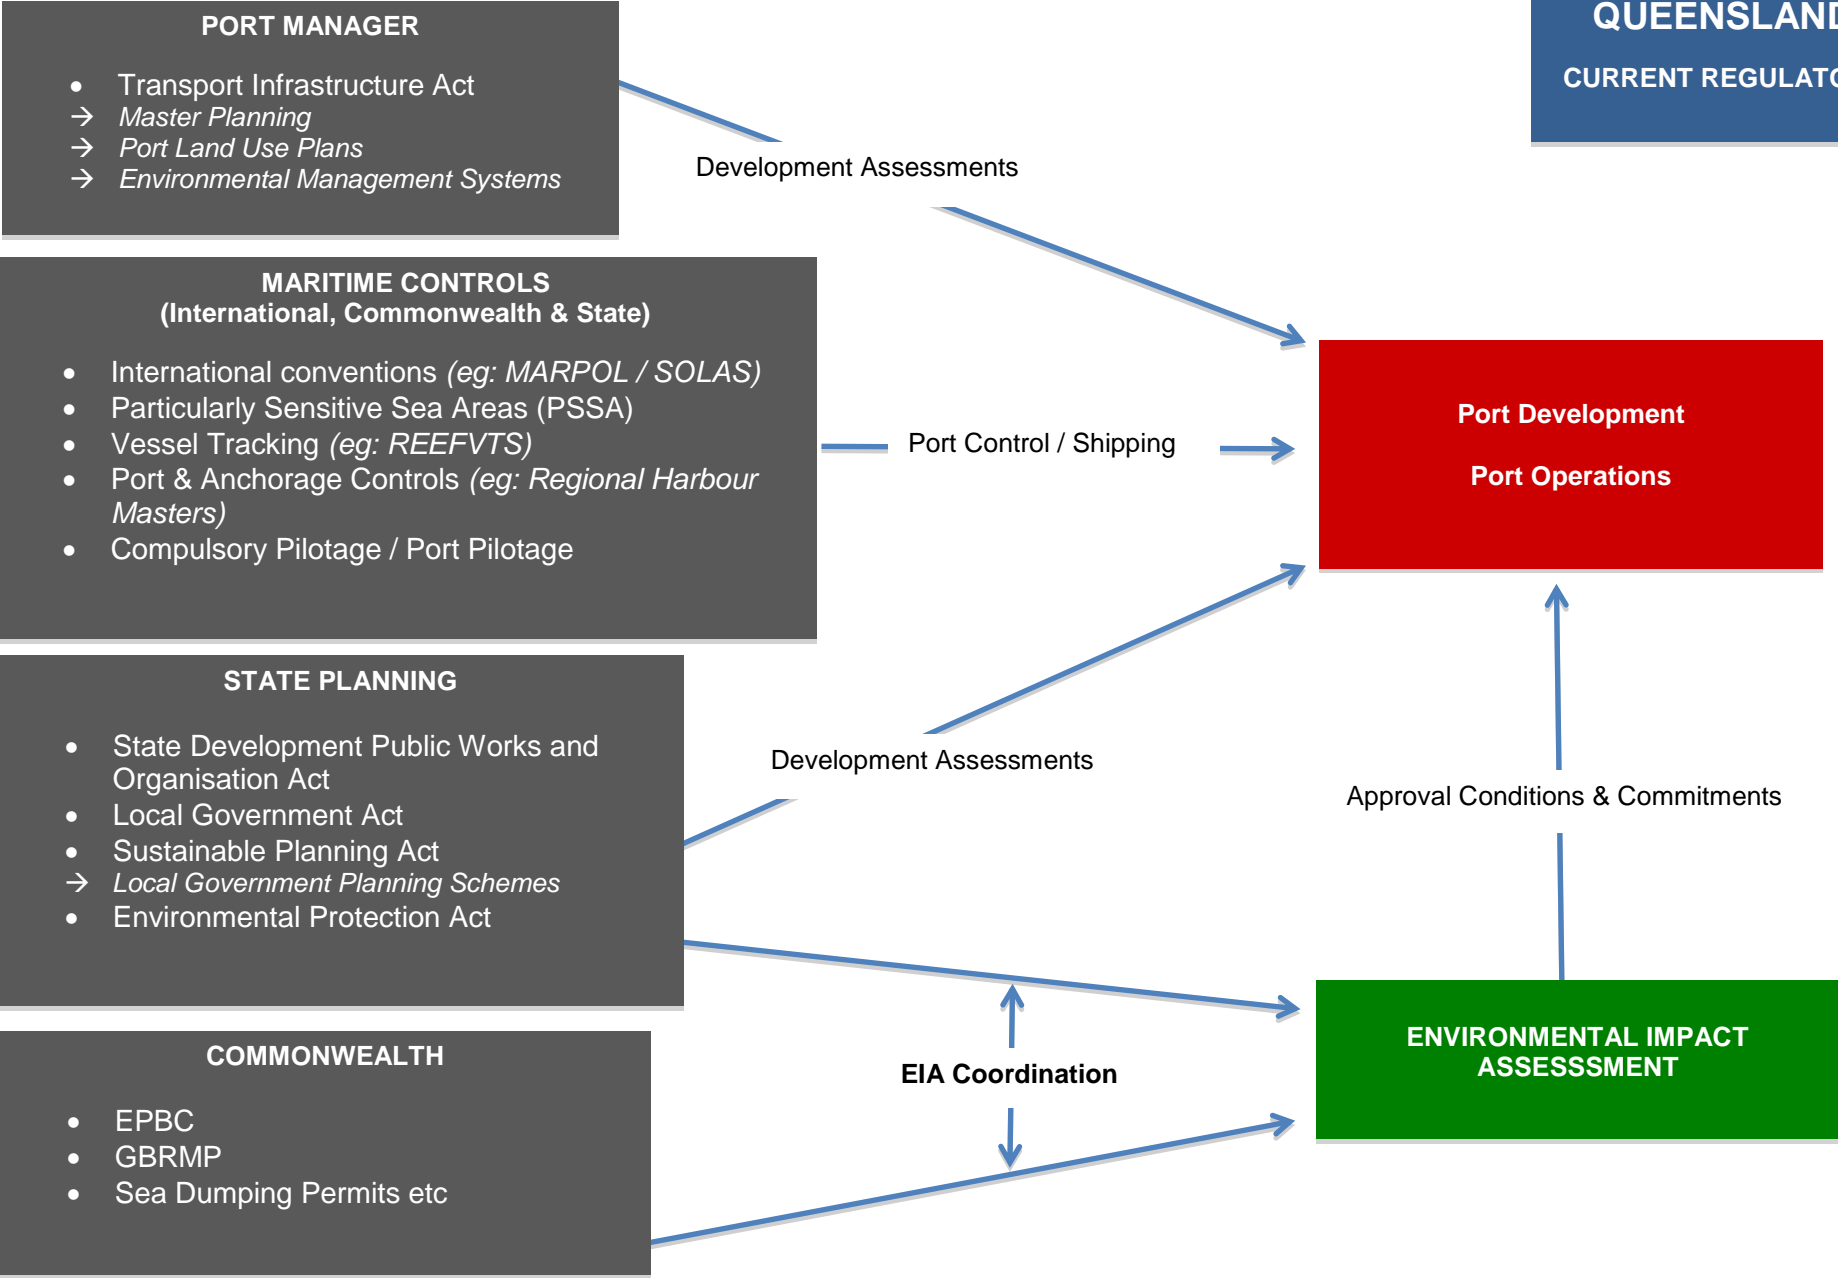 PORT MANAGER
• Transport Infrastructure Act
→ Master Planning
→ Port Land Use Plans
→ Environmental Management Systems
QUEENSLAND
CURRENT REGULATO
Development Assessments
MARITIME CONTROLS
(International, Commonwealth & State)
• International conventions (eg: MARPOL / SOLAS)
• Particularly Sensitive Sea Areas (PSSA)
• Vessel Tracking (eg: REEFVTS)
• Port & Anchorage Controls (eg: Regional Harbour
Masters)
• Compulsory Pilotage / Port Pilotage
Port Control / Shipping
Port Development
Port Operations
STATE PLANNING
• State Development Public Works and
Organisation Act
• Local Government Act
• Sustainable Planning Act
→ Local Government Planning Schemes
• Environmental Protection Act
Development Assessments
Approval Conditions & Commitments
COMMONWEALTH
• EPBC
• GBRMP
• Sea Dumping Permits etc
EIA Coordination
ENVIRONMENTAL IMPACT
ASSESSSMENT